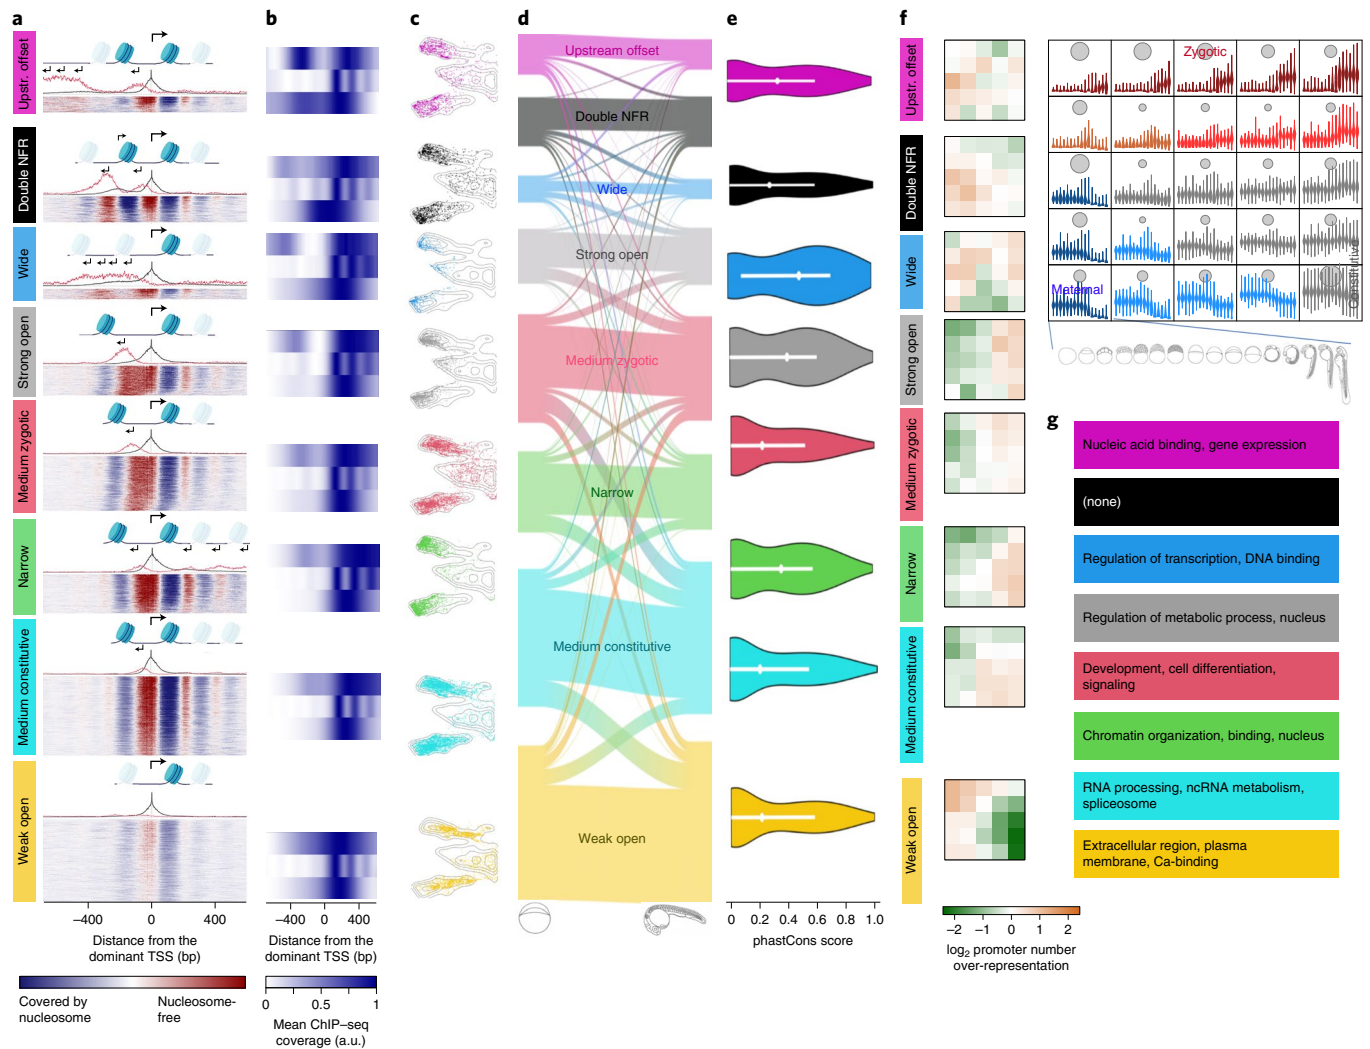 a
b
c
d
e
f
Upstr. offset
Double NFR
Wide
Strong open
Medium zygotic
Narrow
Medium constitutive
Weak open
−400
0
400
Distance from the
dominant TSS (bp)
Covered by
nucleosome
Nucleosome-
free
−400
0
400
Distance from the
dominant TSS (bp)
0
0.5
1
Mean ChIP–seq
coverage (a.u.)
Upstream offset
Double NFR
Wide
Strong open
Medium zygotic
Narrow
Medium constitutive
Weak open
0
0.2
0.4
0.6
0.8
1.0
phastCons score
Upstr. offset
Double NFR
Wide
Strong open
Medium zygotic
Narrow
Medium constitutive
Weak open
−2
−1
0
1
2
log2 promoter number
over-representation
Zygotic
Maternal
Constitutive
g
Nucleic acid binding, gene expression
(none)
Regulation of transcription, DNA binding
Regulation of metabolic process, nucleus
Development, cell differentiation,
signaling
Chromatin organization, binding, nucleus
RNA processing, ncRNA metabolism,
spliceosome
Extracellular region, plasma
membrane, Ca-binding